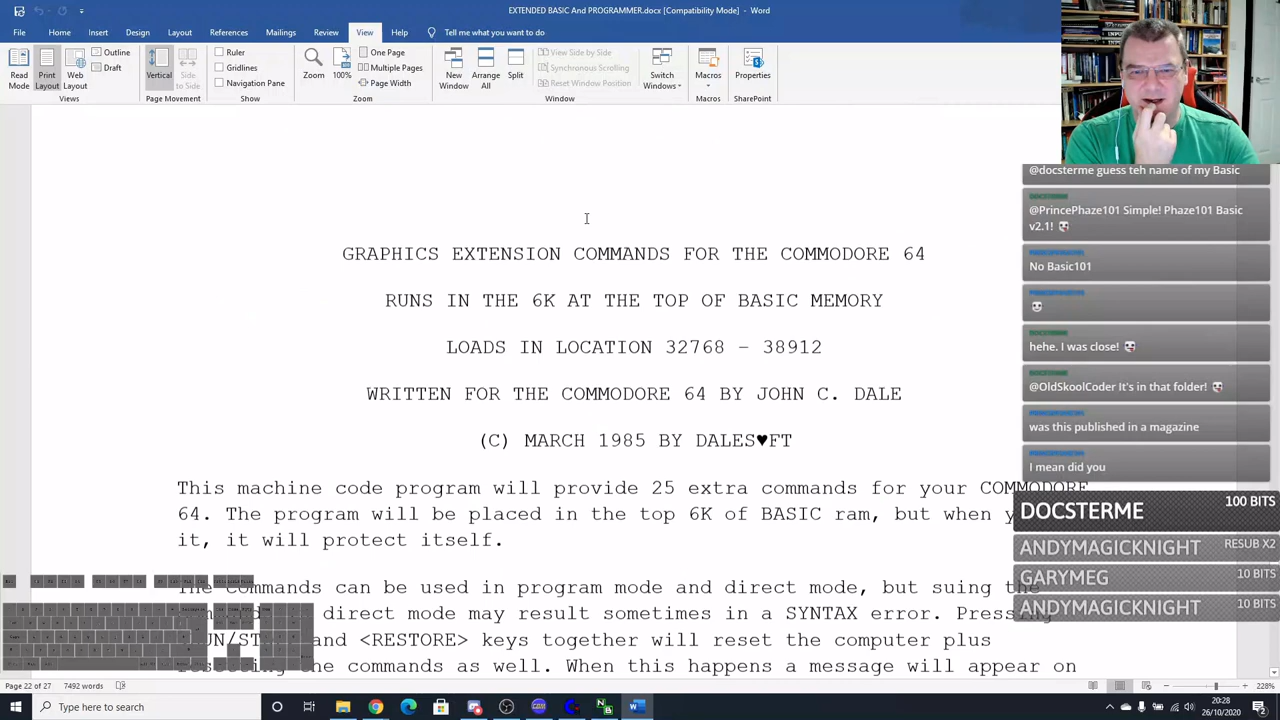 EXTENDED BASIC And PROGRAMMER.docx [Compatibility Mode] - Word
File Home Insert Design Layout References Mailings Review View Help Tell me what you want to do
Read Mode
Print Layout
Web Layout
Outline
Draft
Views
Vertical
Side to Side
Page Movement
Ruler
Gridlines
Navigation Pane
Show
Zoom
100%
One Page
Multiple Pages
Page Width
Zoom
New Window
Arrange All
Split
View Side by Side
Synchronous Scrolling
Reset Window Position
Window
Switch Windows
Macros
Macros
Properties
SharePoint
GRAPHICS EXTENSION COMMANDS FOR THE COMMODORE 64
RUNS IN THE 6K AT THE TOP OF BASIC MEMORY
LOADS IN LOCATION 32768 – 38912
WRITTEN FOR THE COMMODORE 64 BY JOHN C. DALE
(C) MARCH 1985 BY DALES♥FT
This machine code program will provide 25 extra commands for your COMMODORE
64. The program will be placed in the top 6K of BASIC ram, but when
it, it will protect itself.
commands can be used in program mode and direct mode, but suing the
direct mode may result sometimes in a SYNTAX error.
and <RESTORE> keys together will reset the computer plus
the commands as well. When this happens a message will appear on
@docsterme guess teh name of my Basic
DOCSTERME
@PrincePhaze101 Simple! Phaze101 Basic
v2.1!
No Basic101
DOCSTERME
hehe. I was close!
DOCSTERME
@OldSkoolCoder It's in that folder!
was this published in a magazine
I mean did you
DOCSTERME 100 BITS
ANDYMAGICKNIGHT RESUB X2
GARYMEG 10 BITS
ANDYMAGICKNIGHT 10 BITS
Page 22 of 27 7492 words
228%
Type here to search
20:28
26/10/2020
2